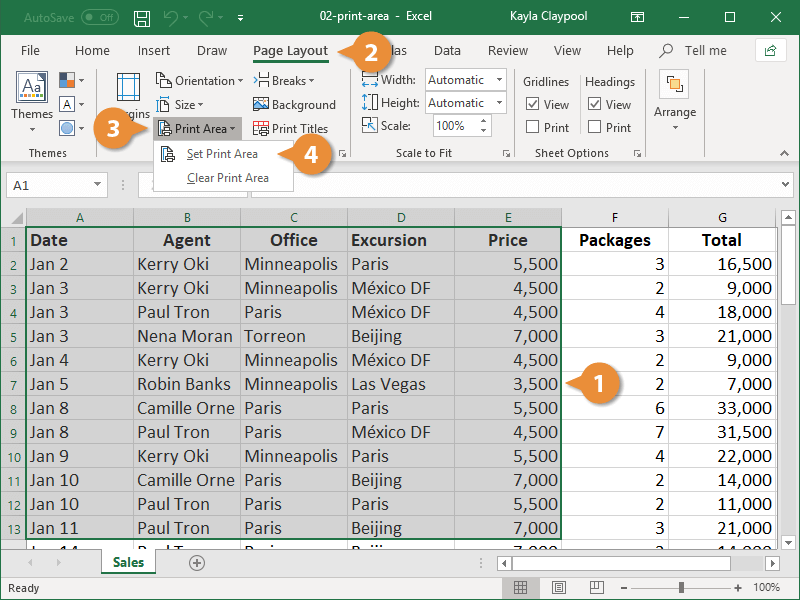 AutoSave Off 02-print-area - Excel Kayla Claypool
File Home Insert Draw Page Layout 2 las Data Review View Help Tell me
Aa Themes A gins Orientation Size Print Area Breaks Background Print Titles Width: Automatic Height: Automatic Scale: 100% Gridlines View Print Headings View Print Arrange
3
Set Print Area 4
Clear Print Area
Themes Scale to Fit Sheet Options
A1
A B C D E F G
1 Date Agent Office Excursion Price Packages Total
2 Jan 2 Kerry Oki Minneapolis Paris 5,500 3 16,500
3 Jan 3 Kerry Oki Minneapolis México DF 4,500 2 9,000
4 Jan 3 Paul Tron Paris México DF 4,500 4 18,000
5 Jan 3 Nena Moran Torreon Beijing 7,000 3 21,000
6 Jan 4 Kerry Oki Minneapolis México DF 4,500 2 9,000
7 Jan 5 Robin Banks Minneapolis Las Vegas 3,500 1 2 7,000
8 Jan 8 Camille Orne Paris Paris 5,500 6 33,000
9 Jan 8 Paul Tron Paris México DF 4,500 7 31,500
10 Jan 9 Kerry Oki Minneapolis Paris 5,500 4 22,000
11 Jan 10 Camille Orne Paris Beijing 7,000 2 14,000
12 Jan 10 Paul Tron Paris Paris 5,500 2 11,000
13 Jan 11 Paul Tron Paris Beijing 7,000 3 21,000
Sales
Ready 100%